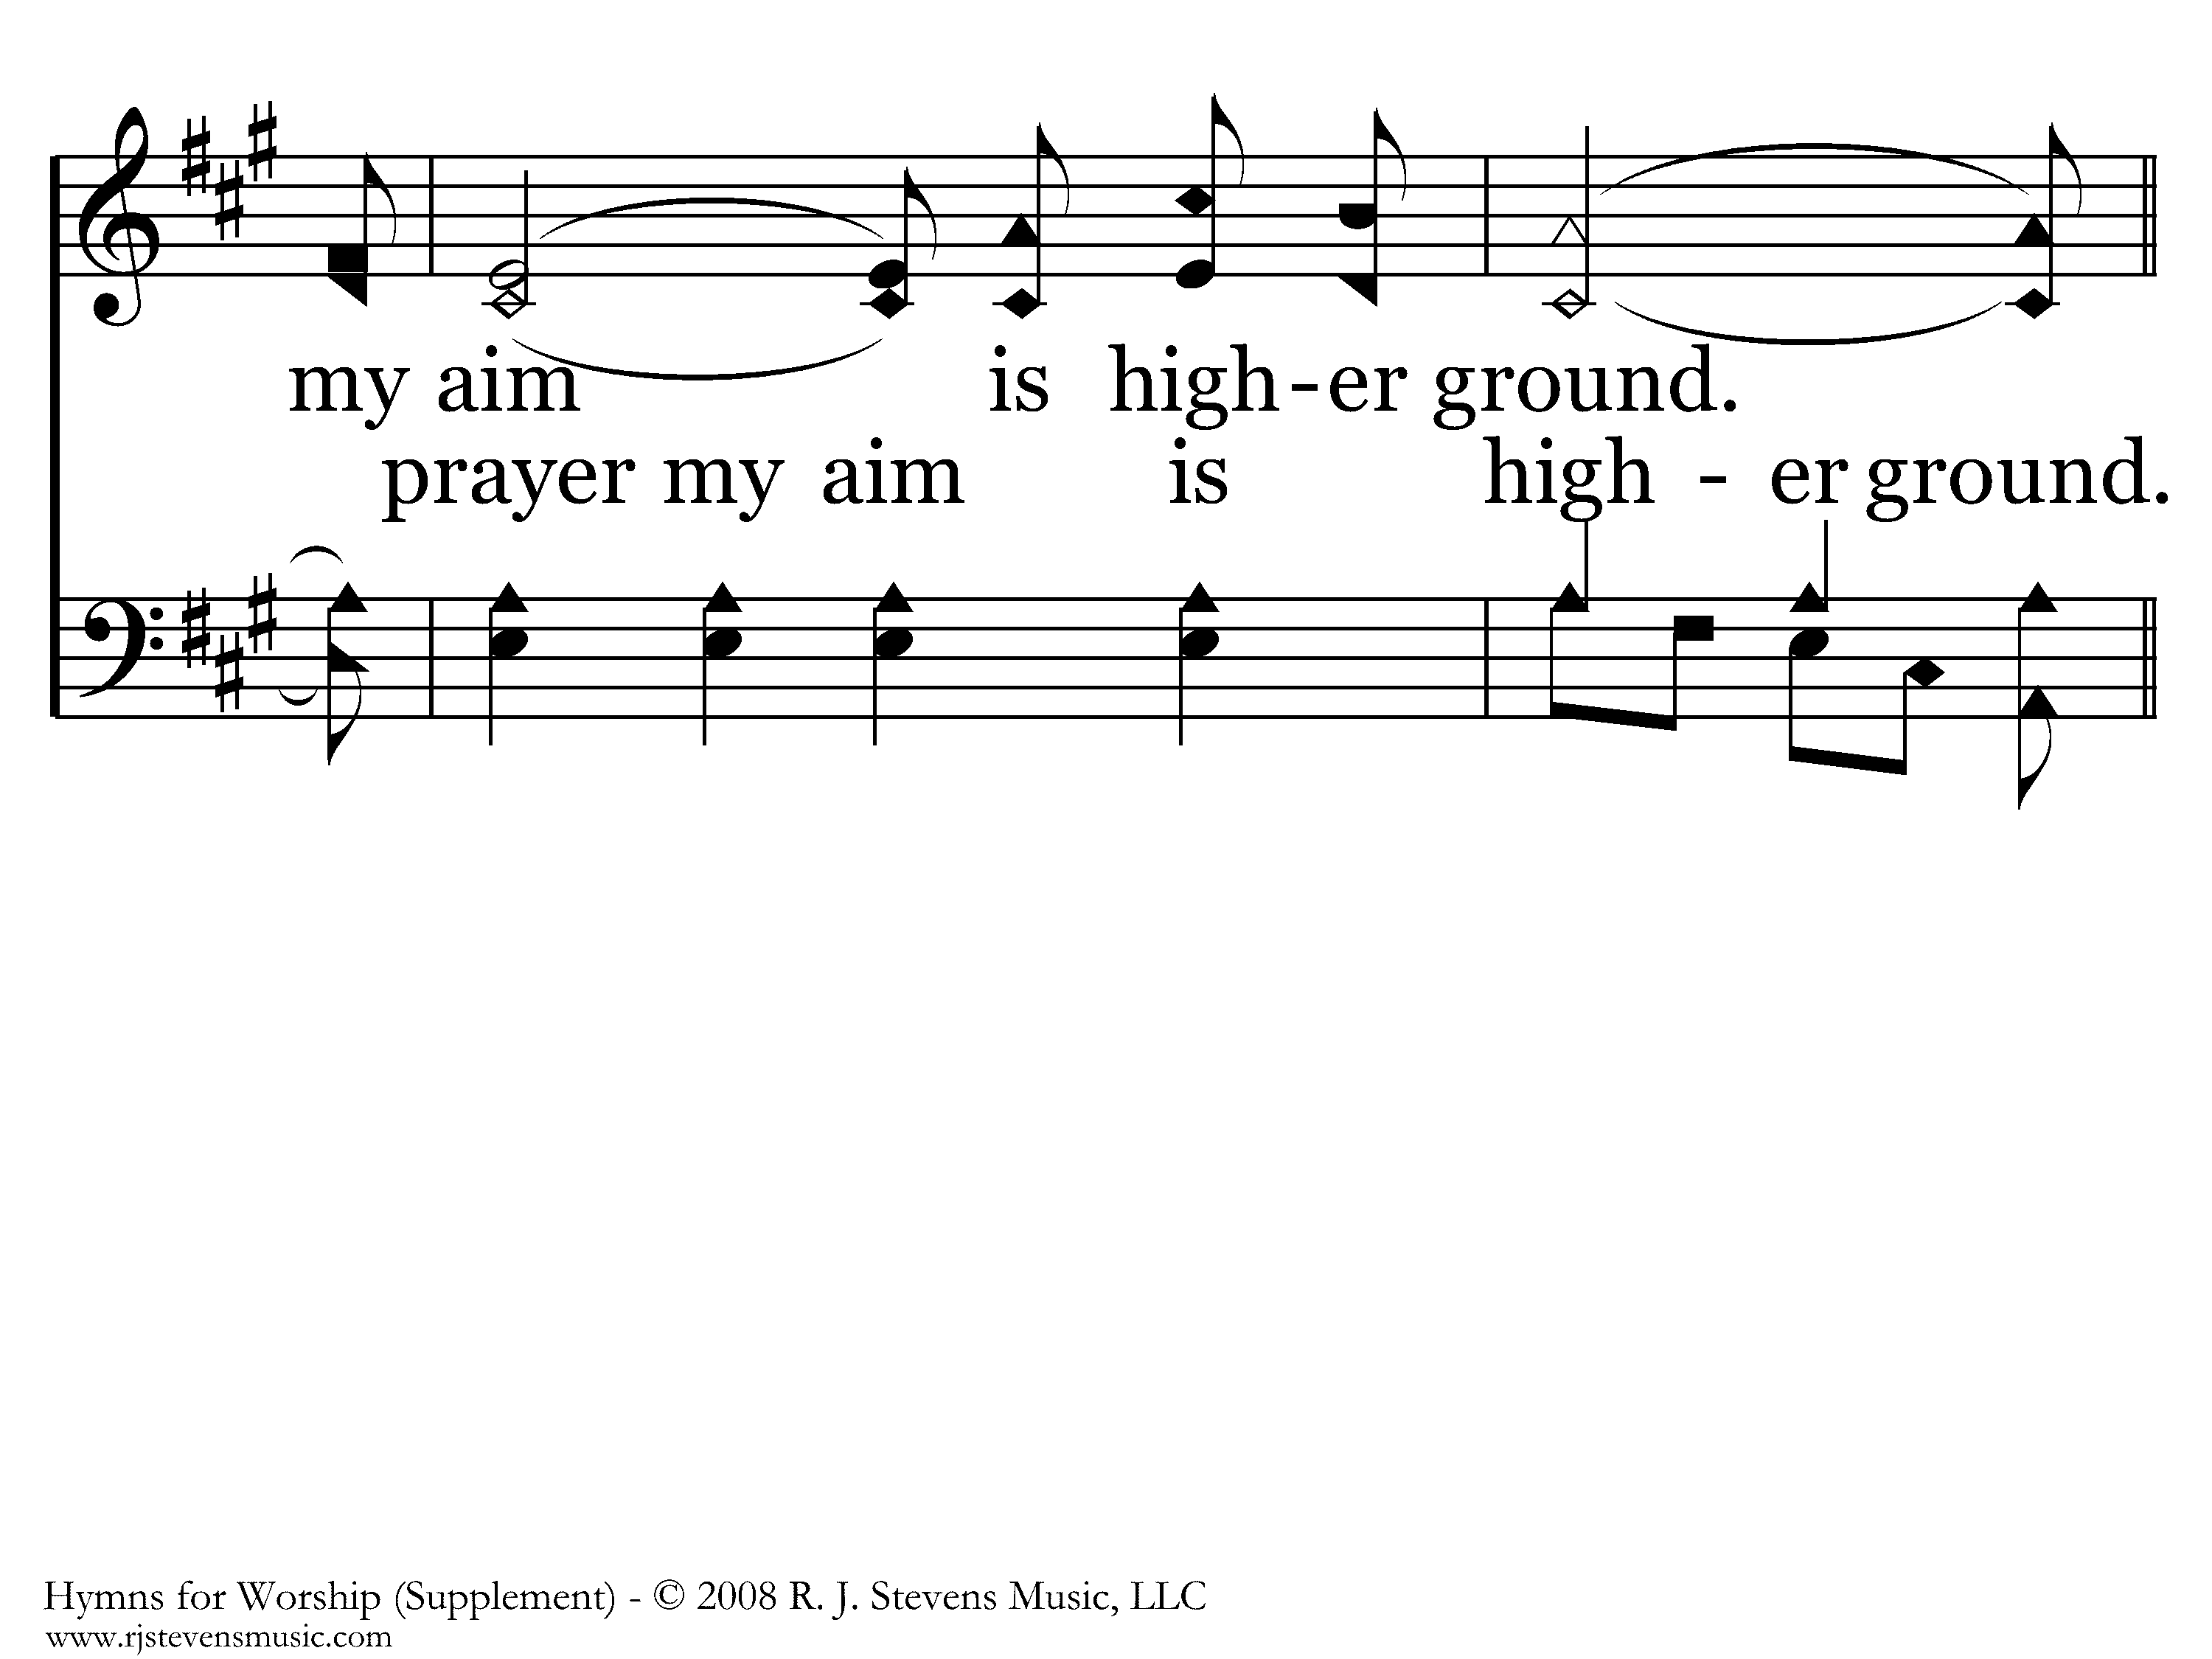 my aim is high-er ground.
prayer my aim is high - er ground.
Hymns for Worship (Supplement) - © 2008 R. J. Stevens Music, LLC
www.rjstevensmusic.com